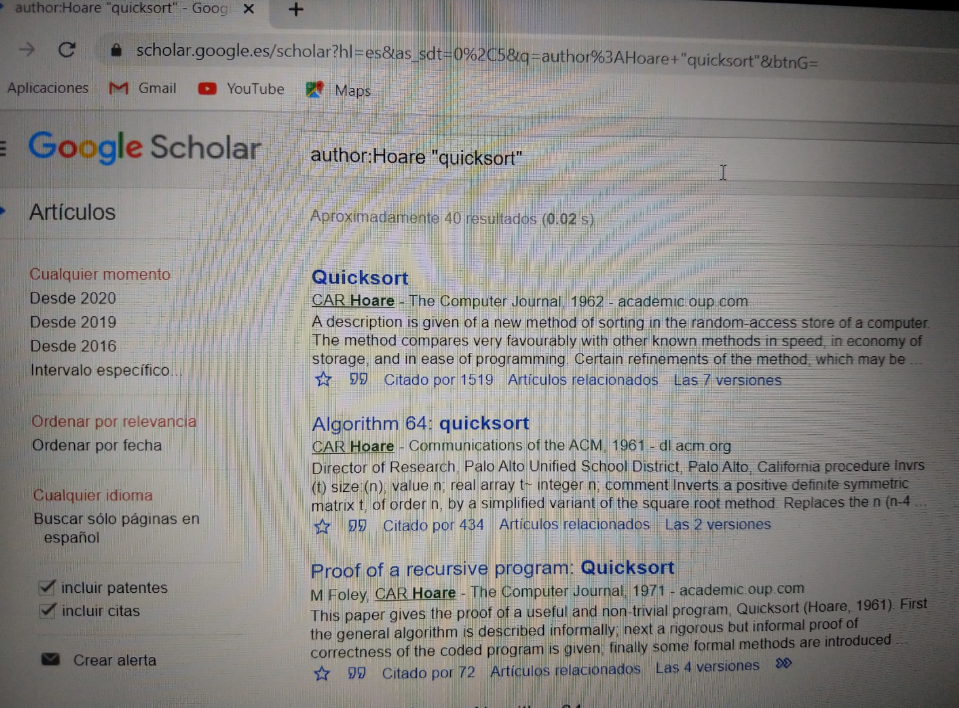 author:Hoare "quicksort" - Goog
scholar.google.es/scholar?hl=es&as_sdt=0%2C5&q=author%3AHoare+"quicksort"&btnG=
Aplicaciones Gmail YouTube Maps
Google Scholar
author:Hoare "quicksort"
Artículos
Aproximadamente 40 resultados (0.02 s)
Cualquier momento
Desde 2020
Desde 2019
Desde 2016
Intervalo específico...
Ordenar por relevancia
Ordenar por fecha
Cualquier idioma
Buscar sólo páginas en
español
incluir patentes
incluir citas
Crear alerta
Quicksort
CAR Hoare - The Computer Journal, 1962 - academic.oup.com
A description is given of a new method of sorting in the random-access store of a computer.
The method compares very favourably with other known methods in speed, in economy of
storage, and in ease of programming. Certain refinements of the method, which may be ...
Citado por 1519 Artículos relacionados Las 7 versiones
Algorithm 64: quicksort
CAR Hoare - Communications of the ACM, 1961 - dl.acm.org
Director of Research, Palo Alto Unified School District, Palo Alto, California procedure Invrs
(t) size:(n); value n; real array t~ integer n; comment Inverts a positive definite symmetric
matrix t, of order n, by a simplified variant of the square root method. Replaces the n (n-4 ...
Citado por 434 Artículos relacionados Las 2 versiones
Proof of a recursive program: Quicksort
M Foley, CAR Hoare - The Computer Journal, 1971 - academic.oup.com
This paper gives the proof of a useful and non-trivial program, Quicksort (Hoare, 1961). First
the general algorithm is described informally; next a rigorous but informal proof of
correctness of the coded program is given; finally some formal methods are introduced ...
Citado por 72 Artículos relacionados Las 4 versiones